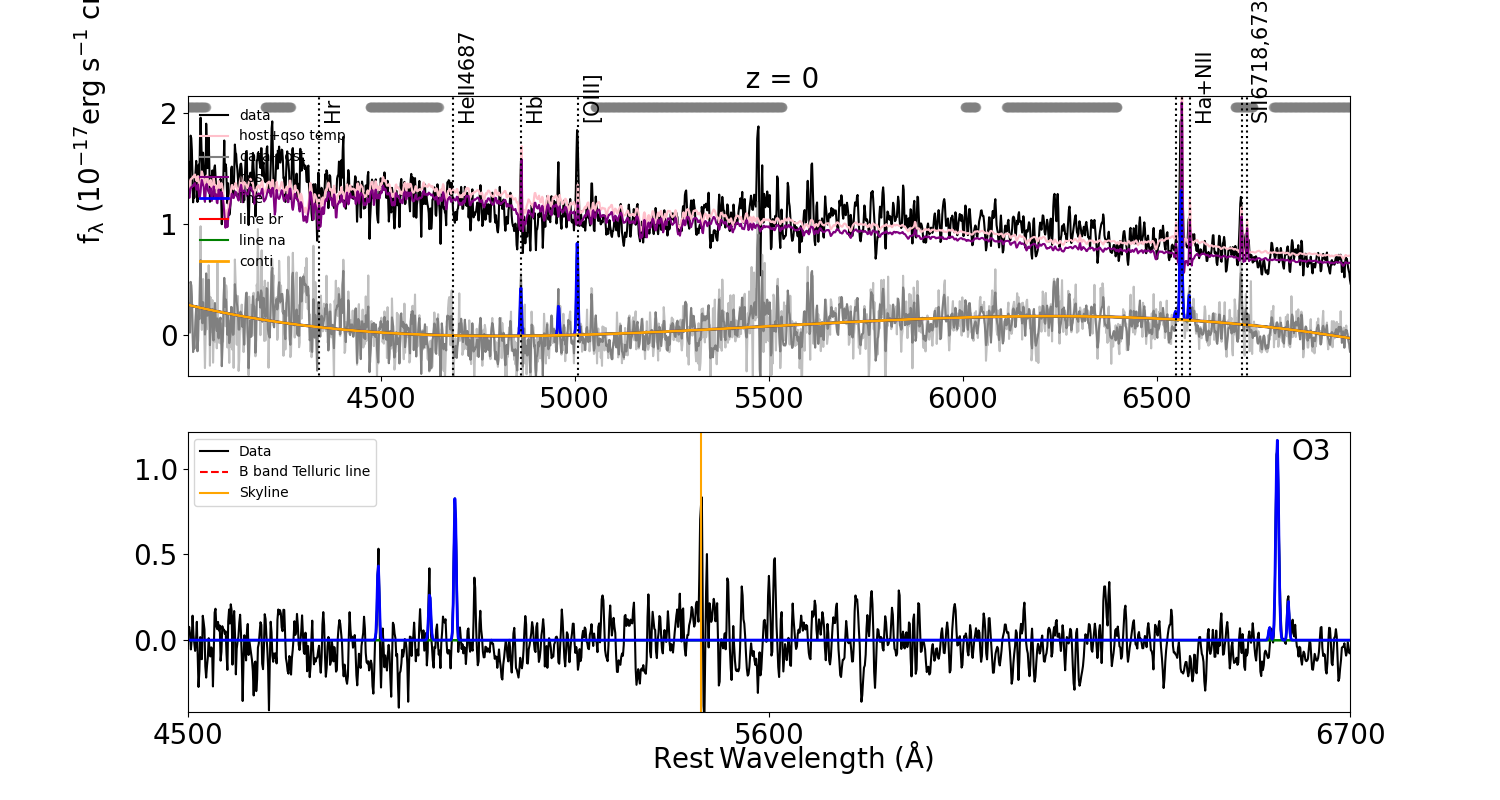 z = 0
f_λ (10^−17 erg s^−1 c
Hr
HeII4687
Hb
[OIII]
Ha+NII
SII6718,673
data
host+qso temp
line br
line na
conti
2
1
0
4500 5000 5500 6000 6500
Data
B band Telluric line
Skyline
O3
1.0
0.5
0.0
4500 5600 6700
Rest Wavelength (Å)